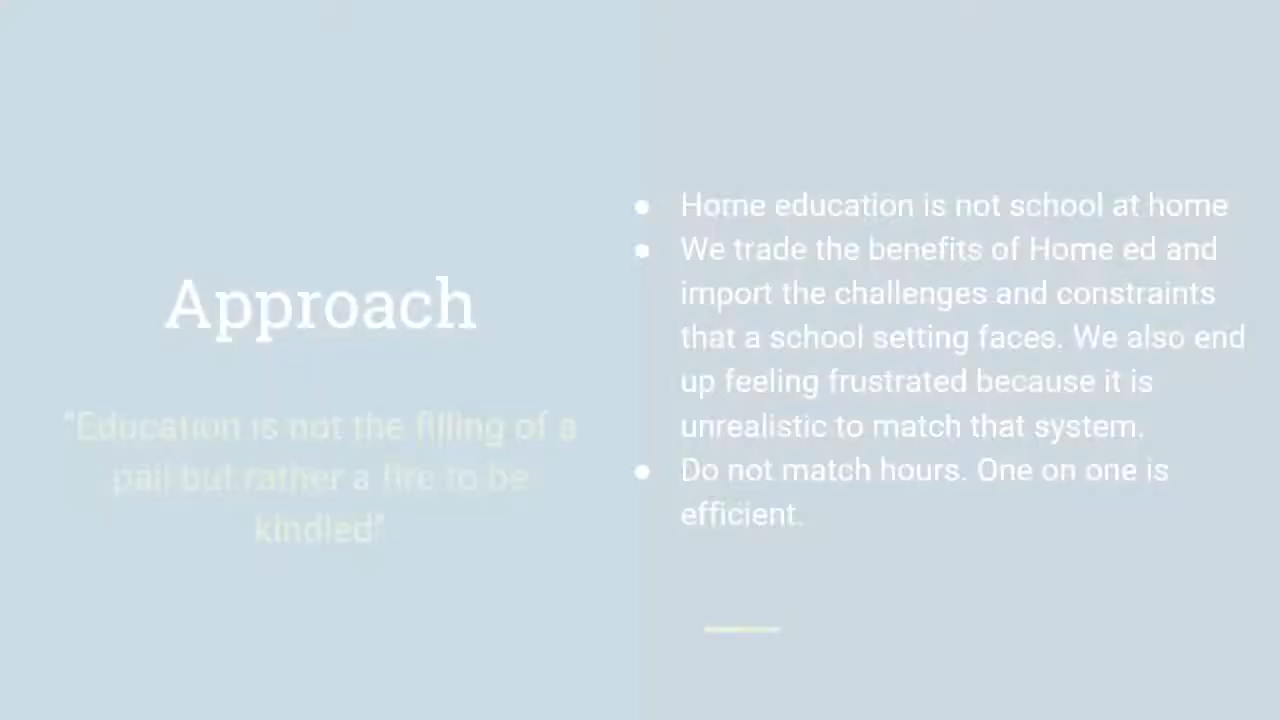 Approach
"Education is not the filling of a
pail but rather a fire to be
kindled"
● Home education is not school at home
● We trade the benefits of Home ed and
import the challenges and constraints
that a school setting faces. We also end
up feeling frustrated because it is
unrealistic to match that system.
● Do not match hours. One on one is
efficient.